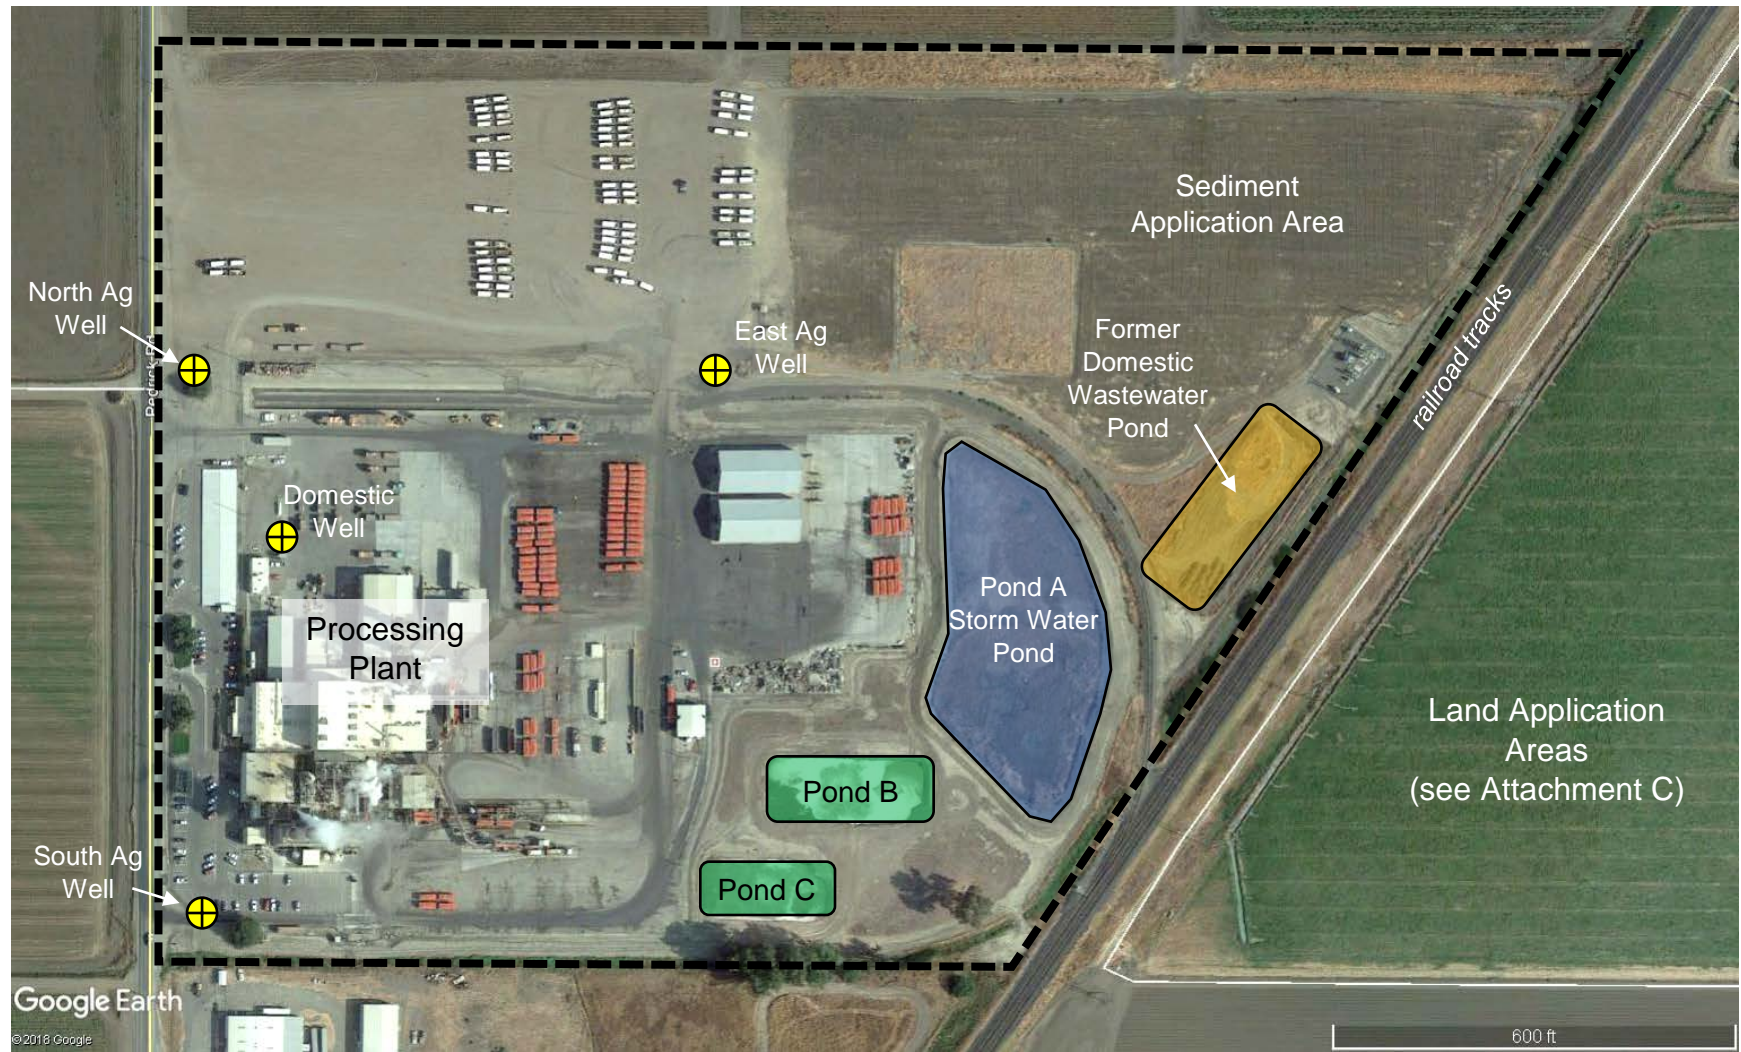 Sediment
Application Area
North Ag
Well
East Ag
Well
Former
Domestic
Wastewater
Pond
railroad tracks
Pedrick Rd
Domestic
Well
Pond A
Storm Water
Pond
Processing
Plant
Land Application
Areas
(see Attachment C)
Pond B
South Ag
Well
Pond C
Google Earth
©2018 Google
600 ft